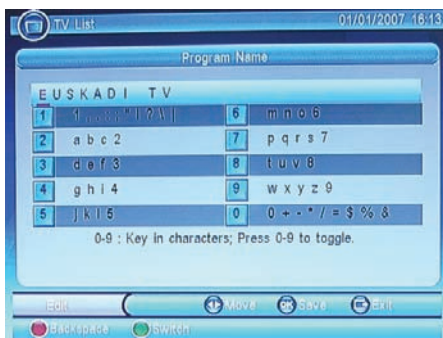 TV List 01/01/2007 16:13
Program Name
EUSKADI TV
1
6 m n o 6
2 a b c 2
7 p q r s 7
3 d e f 3
8 t u v 8
4 g h i 4
9 w x y z 9
5 j k l 5
0 0 + - * / = $ % &
0-9 : Key in characters; Press 0-9 to toggle.
Edit Move OK Save Exit
Backspace Switch